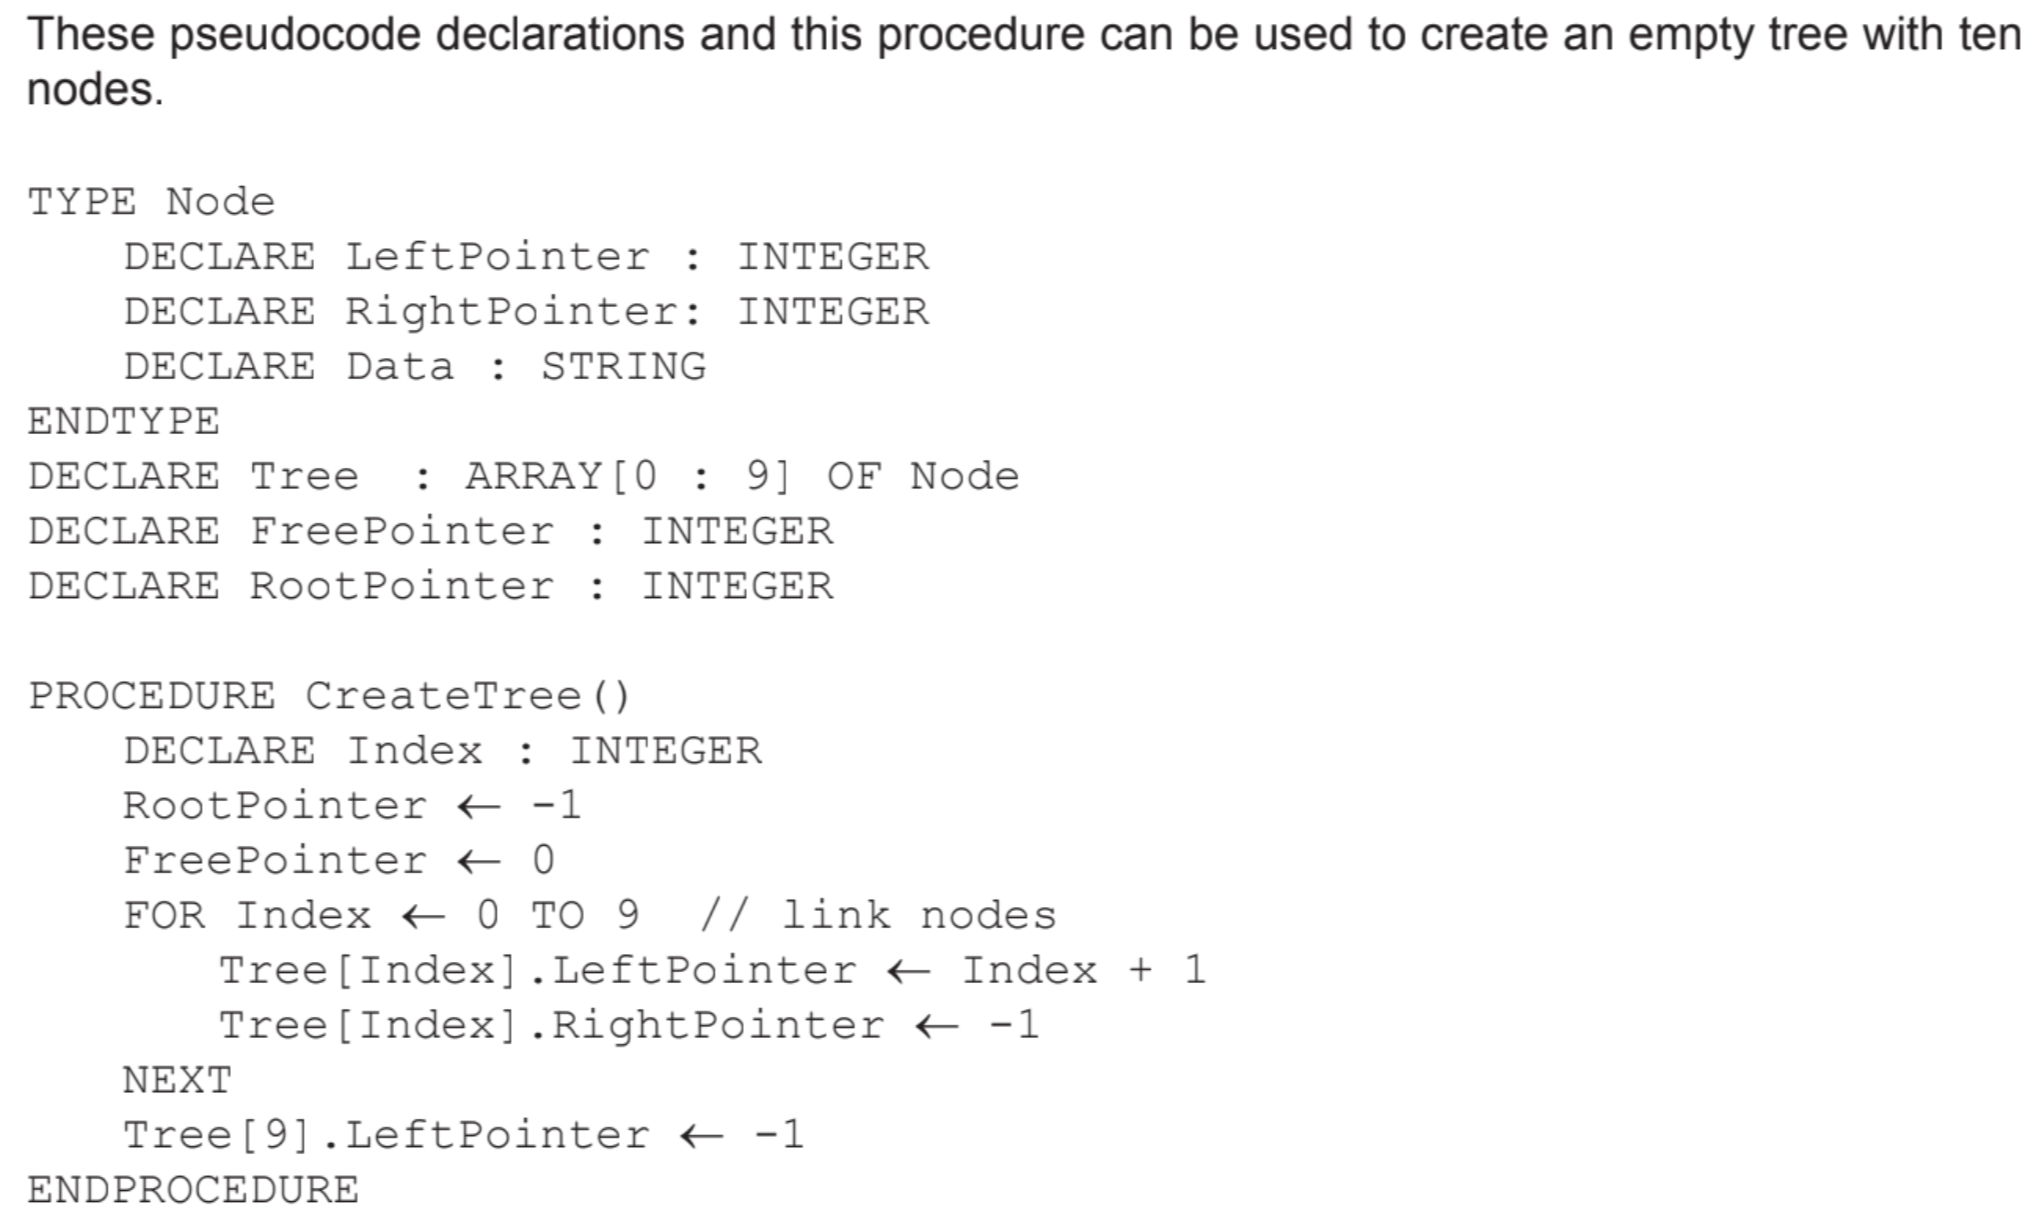 These pseudocode declarations and this procedure can be used to create an empty tree with ten
nodes.
TYPE Node
DECLARE LeftPointer : INTEGER
DECLARE RightPointer: INTEGER
DECLARE Data : STRING
ENDTYPE
DECLARE Tree : ARRAY[0 : 9] OF Node
DECLARE FreePointer : INTEGER
DECLARE RootPointer : INTEGER
PROCEDURE CreateTree()
DECLARE Index : INTEGER
RootPointer ← -1
FreePointer ← 0
FOR Index ← 0 TO 9 // link nodes
Tree[Index].LeftPointer ← Index + 1
Tree[Index].RightPointer ← -1
NEXT
Tree[9].LeftPointer ← -1
ENDPROCEDURE